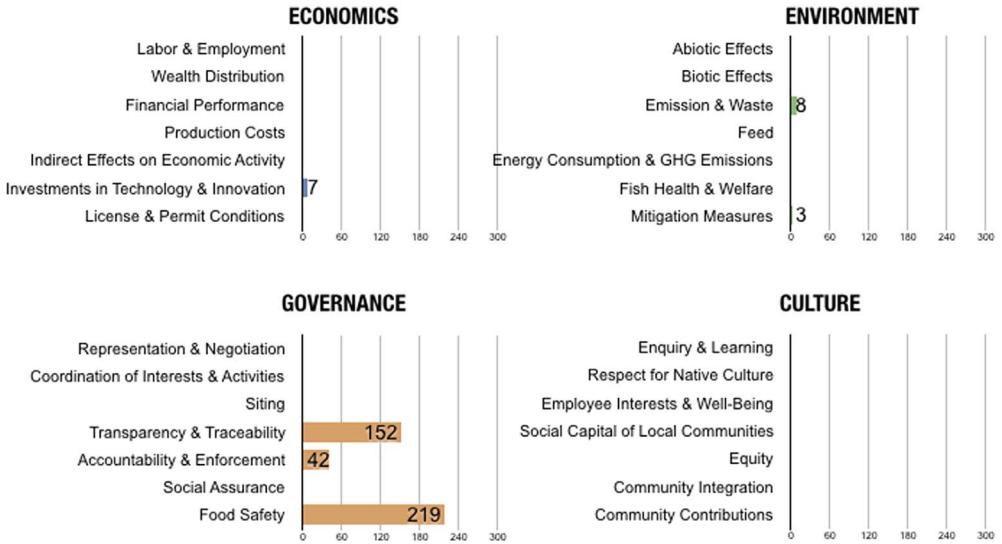 ECONOMICS
Labor & Employment
Wealth Distribution
Financial Performance
Production Costs
Indirect Effects on Economic Activity
Investments in Technology & Innovation 7
License & Permit Conditions
0 60 120 180 240 300
ENVIRONMENT
Abiotic Effects
Biotic Effects
Emission & Waste 8
Feed
Energy Consumption & GHG Emissions
Fish Health & Welfare
Mitigation Measures 3
0 60 120 180 240 300
GOVERNANCE
Representation & Negotiation
Coordination of Interests & Activities
Siting
Transparency & Traceability 152
Accountability & Enforcement 42
Social Assurance
Food Safety 219
0 60 120 180 240 300
CULTURE
Enquiry & Learning
Respect for Native Culture
Employee Interests & Well-Being
Social Capital of Local Communities
Equity
Community Integration
Community Contributions
0 60 120 180 240 300